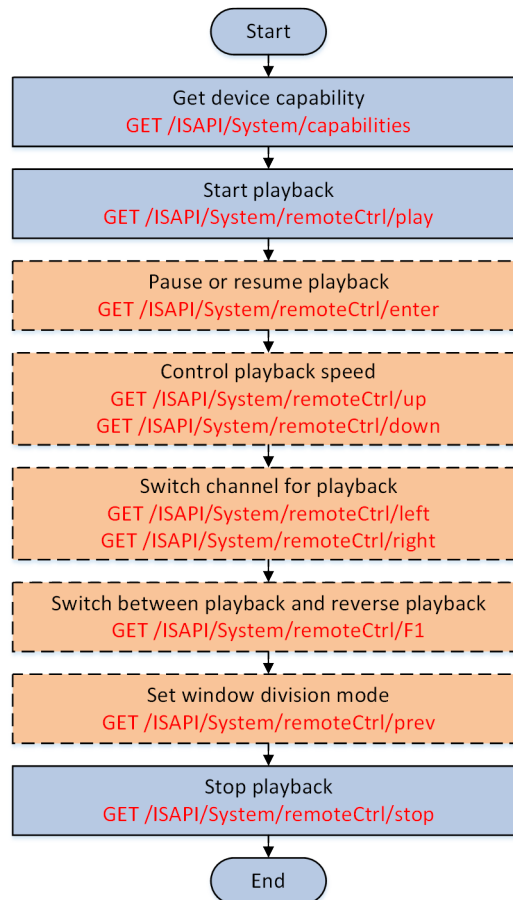 Start
Get device capability
GET /ISAPI/System/capabilities
Start playback
GET /ISAPI/System/remoteCtrl/play
Pause or resume playback
GET /ISAPI/System/remoteCtrl/enter
Control playback speed
GET /ISAPI/System/remoteCtrl/up
GET /ISAPI/System/remoteCtrl/down
Switch channel for playback
GET /ISAPI/System/remoteCtrl/left
GET /ISAPI/System/remoteCtrl/right
Switch between playback and reverse playback
GET /ISAPI/System/remoteCtrl/F1
Set window division mode
GET /ISAPI/System/remoteCtrl/prev
Stop playback
GET /ISAPI/System/remoteCtrl/stop
End